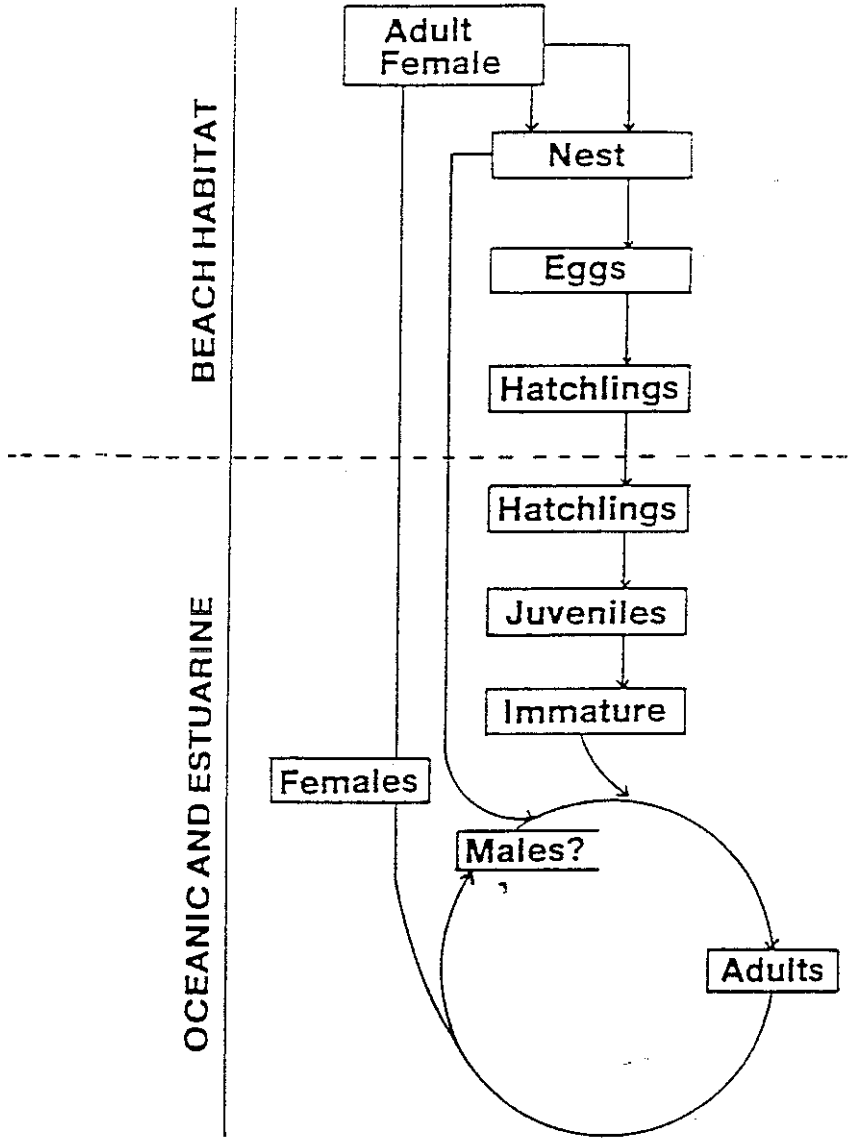 BEACH HABITAT
Adult
Female
Nest
Eggs
Hatchlings
Hatchlings
Juveniles
Immature
OCEANIC AND ESTUARINE
Females
Males?
Adults